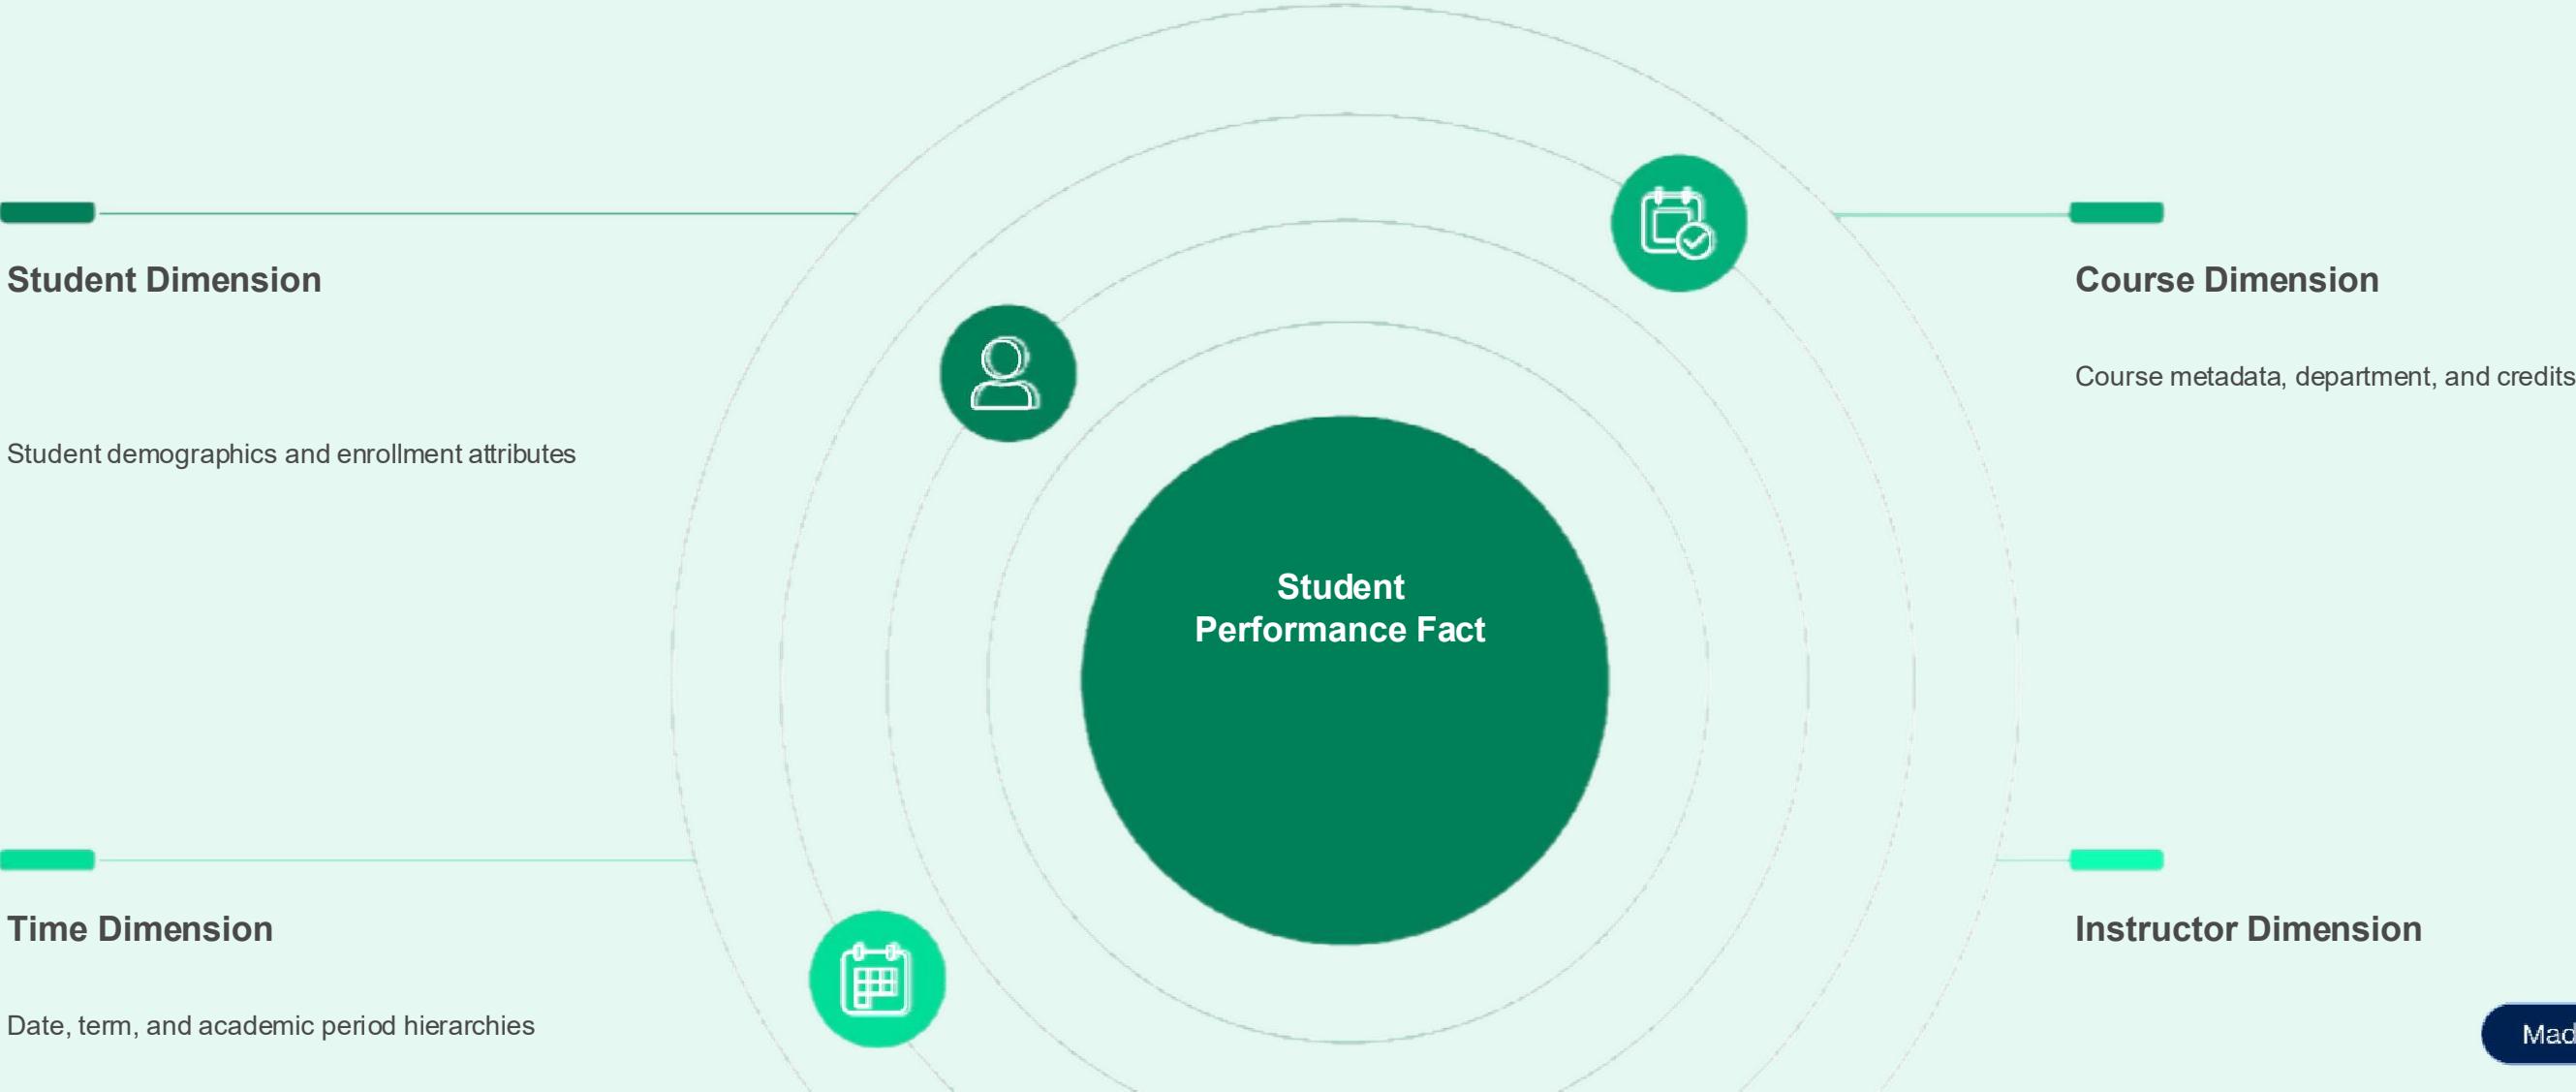 Student Dimension
Student demographics and enrollment attributes
Course Dimension
Course metadata, department, and credits
Student
Performance Fact
Time Dimension
Date, term, and academic period hierarchies
Instructor Dimension
Mad